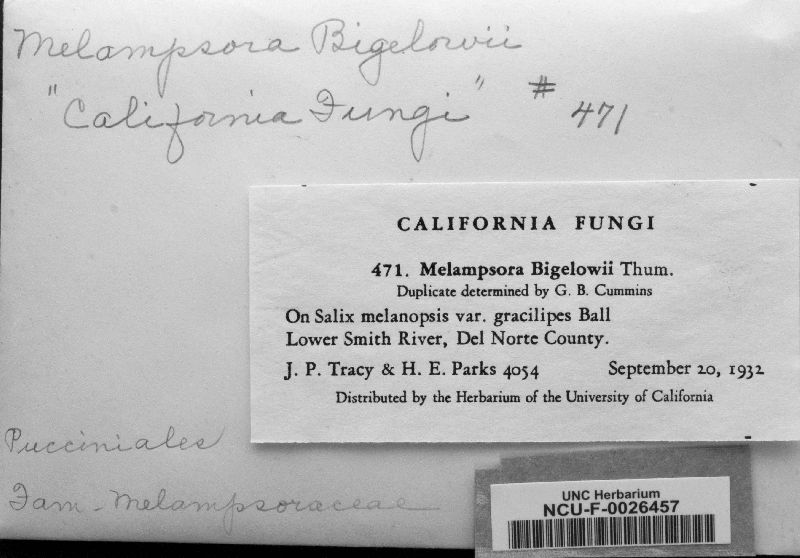 Melampsora Bigelowii
"California Fungi" # 471
CALIFORNIA FUNGI
471. Melampsora Bigelowii Thum.
Duplicate determined by G. B. Cummins
On Salix melanopsis var. gracilipes Ball
Lower Smith River, Del Norte County.
J. P. Tracy & H. E. Parks 4054 September 20, 1932
Distributed by the Herbarium of the University of California
Pucciniales
Fam - Melampsoraceae
UNC Herbarium
NCU-F-0026457